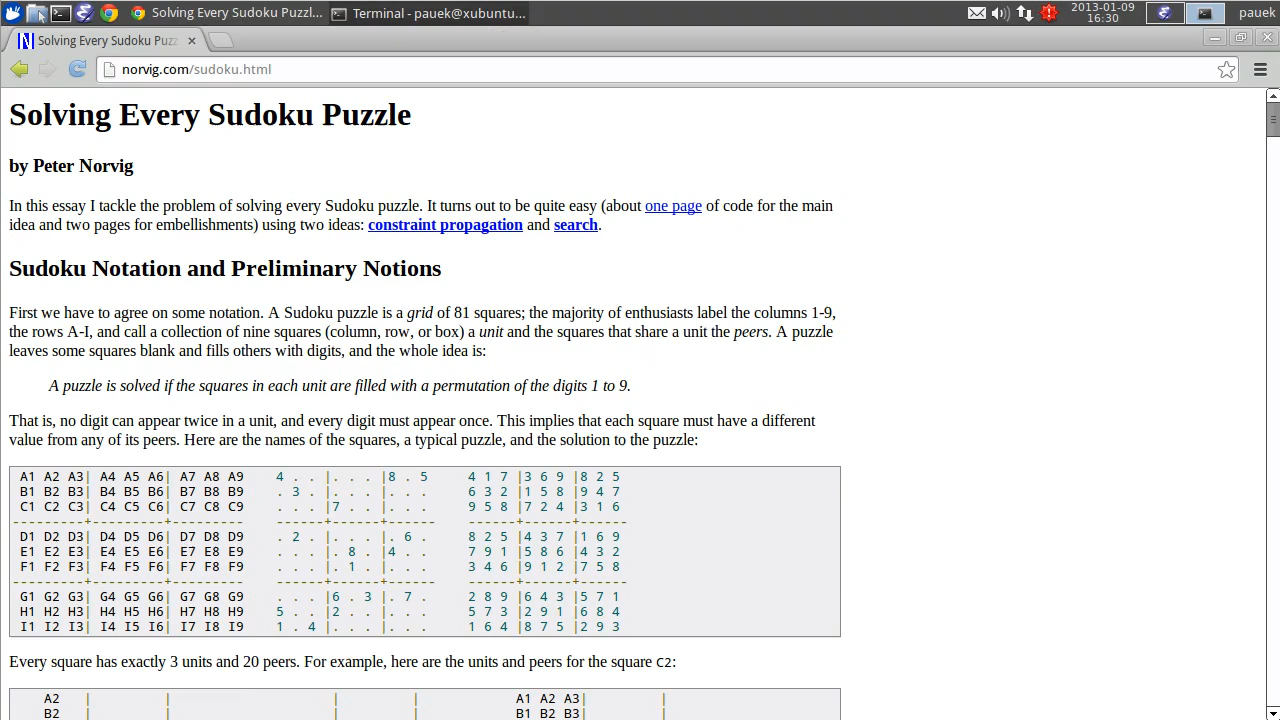 Solving Every Sudoku Puzzl... Terminal - pauek@xubuntu... 2013-01-09 16:30 pauek
Solving Every Sudoku Puzz
norvig.com/sudoku.html
Solving Every Sudoku Puzzle
by Peter Norvig
In this essay I tackle the problem of solving every Sudoku puzzle. It turns out to be quite easy (about one page of code for the main
idea and two pages for embellishments) using two ideas: constraint propagation and search.
Sudoku Notation and Preliminary Notions
First we have to agree on some notation. A Sudoku puzzle is a grid of 81 squares; the majority of enthusiasts label the columns 1-9,
the rows A-I, and call a collection of nine squares (column, row, or box) a unit and the squares that share a unit the peers. A puzzle
leaves some squares blank and fills others with digits, and the whole idea is:
A puzzle is solved if the squares in each unit are filled with a permutation of the digits 1 to 9.
That is, no digit can appear twice in a unit, and every digit must appear once. This implies that each square must have a different
value from any of its peers. Here are the names of the squares, a typical puzzle, and the solution to the puzzle:
A1 A2 A3| A4 A5 A6| A7 A8 A9    4 . . |. . . |8 . 5     4 1 7 |3 6 9 |8 2 5
B1 B2 B3| B4 B5 B6| B7 B8 B9    . 3 . |. . . |. . .     6 3 2 |1 5 8 |9 4 7
C1 C2 C3| C4 C5 C6| C7 C8 C9    . . . |7 . . |. . .     9 5 8 |7 2 4 |3 1 6
---------+---------+---------    ------+------+------    ------+------+------
D1 D2 D3| D4 D5 D6| D7 D8 D9    . 2 . |. . . |. 6 .     8 2 5 |4 3 7 |1 6 9
E1 E2 E3| E4 E5 E6| E7 E8 E9    . . . |. 8 . |4 . .     7 9 1 |5 8 6 |4 3 2
F1 F2 F3| F4 F5 F6| F7 F8 F9    . . . |. 1 . |. . .     3 4 6 |9 1 2 |7 5 8
---------+---------+---------    ------+------+------    ------+------+------
G1 G2 G3| G4 G5 G6| G7 G8 G9    . . . |6 . 3 |. 7 .     2 8 9 |6 4 3 |5 7 1
H1 H2 H3| H4 H5 H6| H7 H8 H9    5 . . |2 . . |. . .     5 7 3 |2 9 1 |6 8 4
I1 I2 I3| I4 I5 I6| I7 I8 I9    1 . 4 |. . . |. . .     1 6 4 |8 7 5 |2 9 3
Every square has exactly 3 units and 20 peers. For example, here are the units and peers for the square C2:
A2   |         |                    |         |            A1 A2 A3|         |
B2   |         |                    |         |            B1 B2 B3|         |